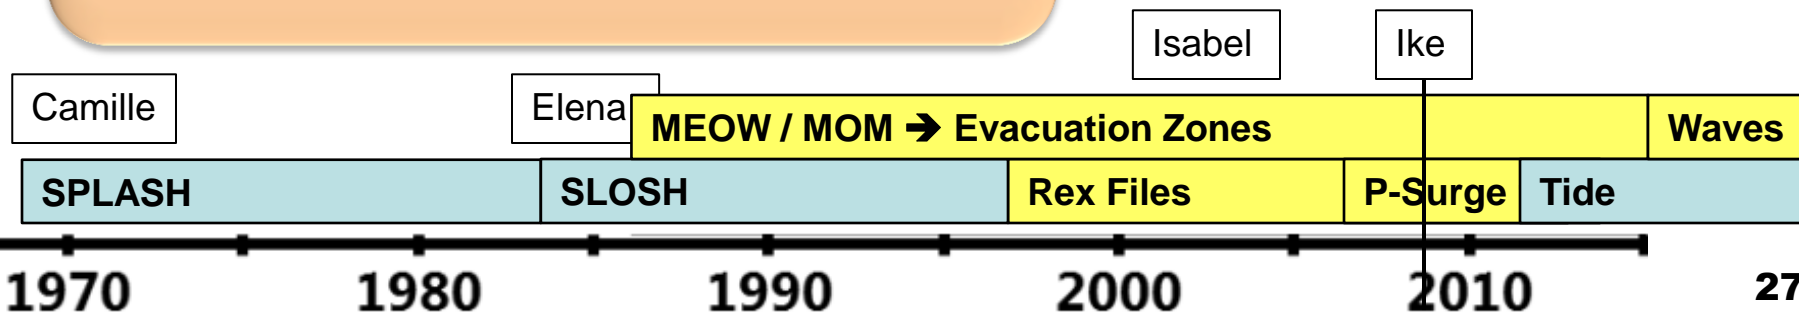 Isabel Ike
Camille Elena
MEOW / MOM ➔ Evacuation Zones Waves
SPLASH SLOSH Rex Files P-Surge Tide
1970 1980 1990 2000 2010 27